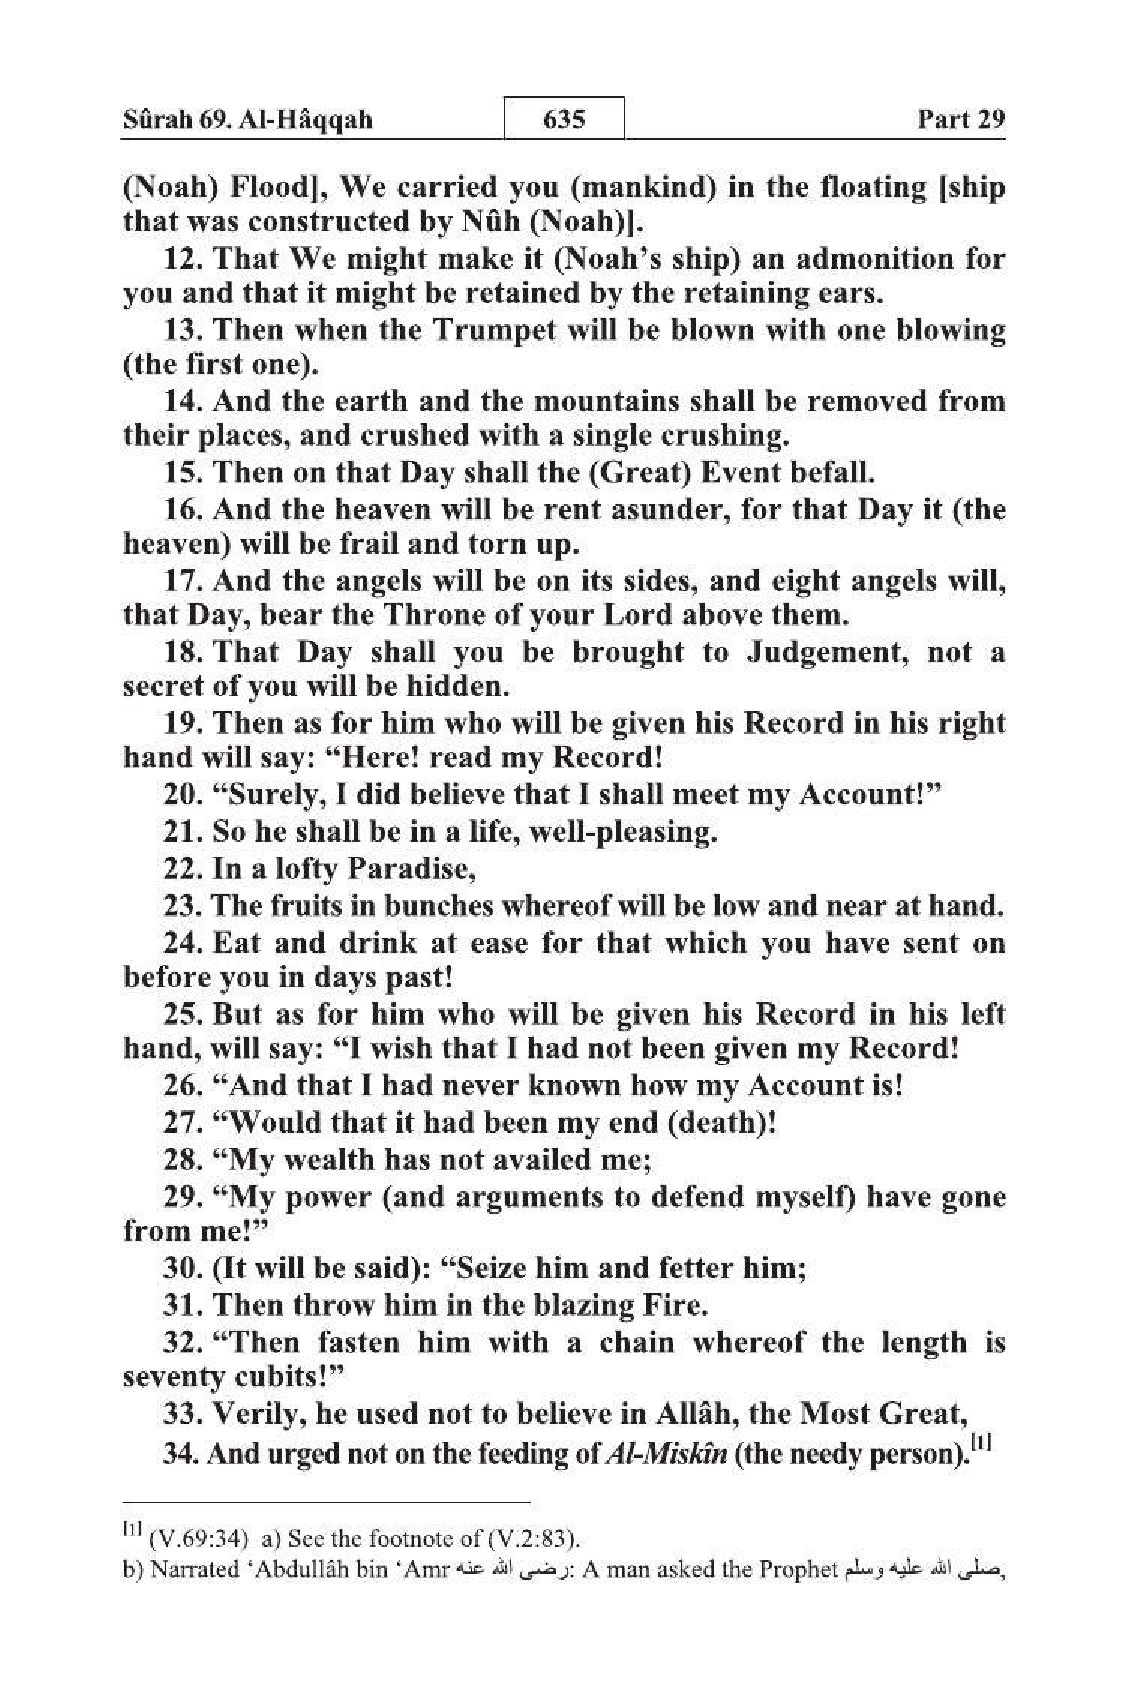 Sûrah 69. Al-Hâqqah 635 Part 29
(Noah) Flood], We carried you (mankind) in the floating [ship
that was constructed by Nûh (Noah)].
12. That We might make it (Noah’s ship) an admonition for
you and that it might be retained by the retaining ears.
13. Then when the Trumpet will be blown with one blowing
(the first one).
14. And the earth and the mountains shall be removed from
their places, and crushed with a single crushing.
15. Then on that Day shall the (Great) Event befall.
16. And the heaven will be rent asunder, for that Day it (the
heaven) will be frail and torn up.
17. And the angels will be on its sides, and eight angels will,
that Day, bear the Throne of your Lord above them.
18. That Day shall you be brought to Judgement, not a
secret of you will be hidden.
19. Then as for him who will be given his Record in his right
hand will say: “Here! read my Record!
20. “Surely, I did believe that I shall meet my Account!”
21. So he shall be in a life, well-pleasing.
22. In a lofty Paradise,
23. The fruits in bunches whereof will be low and near at hand.
24. Eat and drink at ease for that which you have sent on
before you in days past!
25. But as for him who will be given his Record in his left
hand, will say: “I wish that I had not been given my Record!
26. “And that I had never known how my Account is!
27. “Would that it had been my end (death)!
28. “My wealth has not availed me;
29. “My power (and arguments to defend myself) have gone
from me!”
30. (It will be said): “Seize him and fetter him;
31. Then throw him in the blazing Fire.
32. “Then fasten him with a chain whereof the length is
seventy cubits!”
33. Verily, he used not to believe in Allâh, the Most Great,
34. And urged not on the feeding of Al-Miskîn (the needy person).[1]
[1] (V.69:34) a) See the footnote of (V.2:83).
b) Narrated ‘Abdullâh bin ‘Amr رضى الله عنه: A man asked the Prophet صلى الله عليه وسلم,